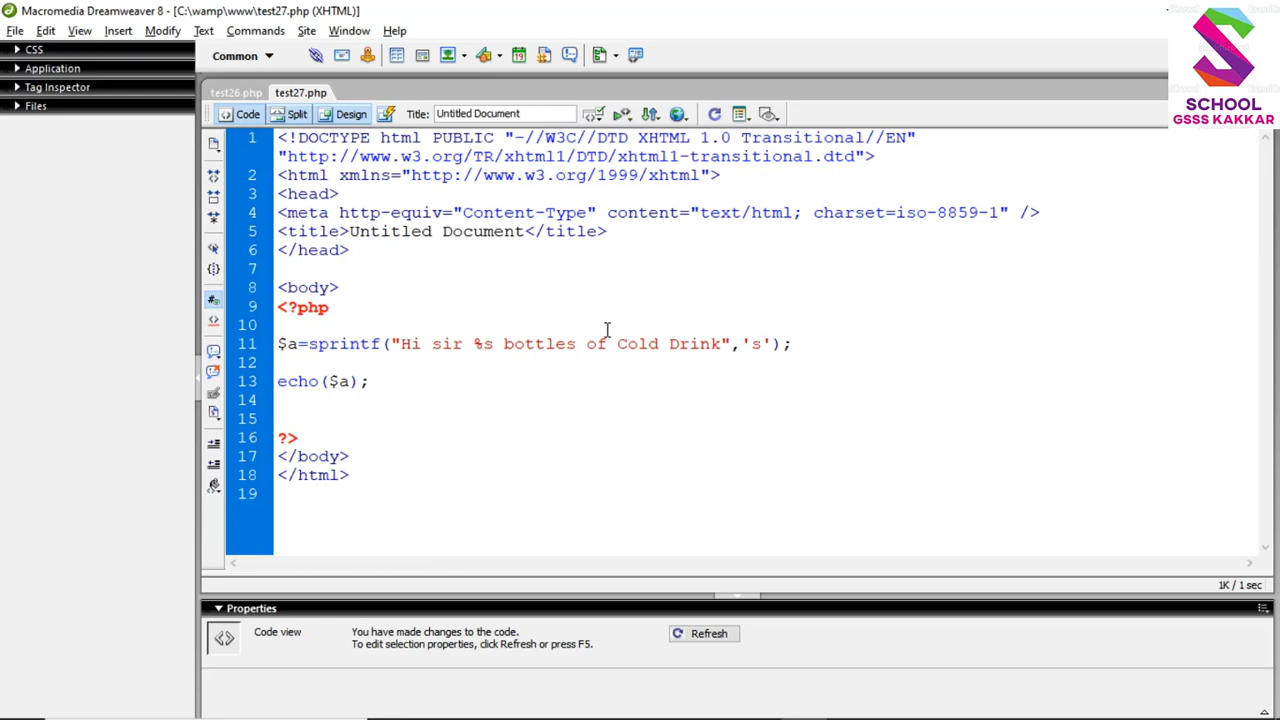 Macromedia Dreamweaver 8 - [C:\wamp\www\test27.php (XHTML)]
File Edit View Insert Modify Text Commands Site Window Help
CSS
Application
Tag Inspector
Files
Common
test26.php test27.php
Code Split Design Title: Untitled Document
1 <!DOCTYPE html PUBLIC "-//W3C//DTD XHTML 1.0 Transitional//EN"
"http://www.w3.org/TR/xhtml1/DTD/xhtml1-transitional.dtd">
2 <html xmlns="http://www.w3.org/1999/xhtml">
3 <head>
4 <meta http-equiv="Content-Type" content="text/html; charset=iso-8859-1" />
5 <title>Untitled Document</title>
6 </head>
7
8 <body>
9 <?php
10
11 $a=sprintf("Hi sir %s bottles of Cold Drink",'s');
12
13 echo($a);
14
15
16 ?>
17 </body>
18 </html>
19
1K / 1 sec
Properties
Code view
You have made changes to the code.
To edit selection properties, click Refresh or press F5.
Refresh
SCHOOL
GSSS KAKKAR